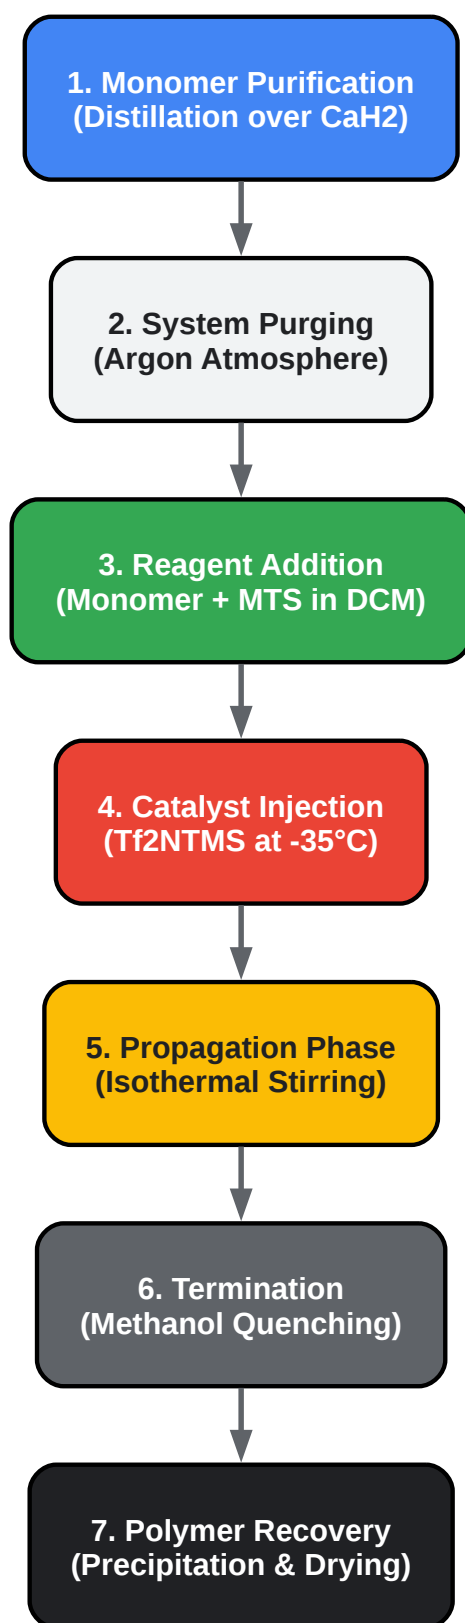 1. Monomer Purification
(Distillation over CaH2)
2. System Purging
(Argon Atmosphere)
3. Reagent Addition
(Monomer + MTS in DCM)
4. Catalyst Injection
(Tf2NTMS at -35°C)
5. Propagation Phase
(Isothermal Stirring)
6. Termination
(Methanol Quenching)
7. Polymer Recovery
(Precipitation & Drying)